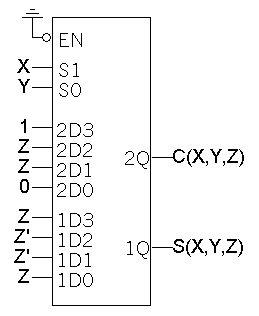 EN
X S1
Y S0
1 2D3
Z 2D2
Z 2D1
0 2D0
2Q C(X,Y,Z)
Z 1D3
Z' 1D2
Z' 1D1
Z 1D0
1Q S(X,Y,Z)